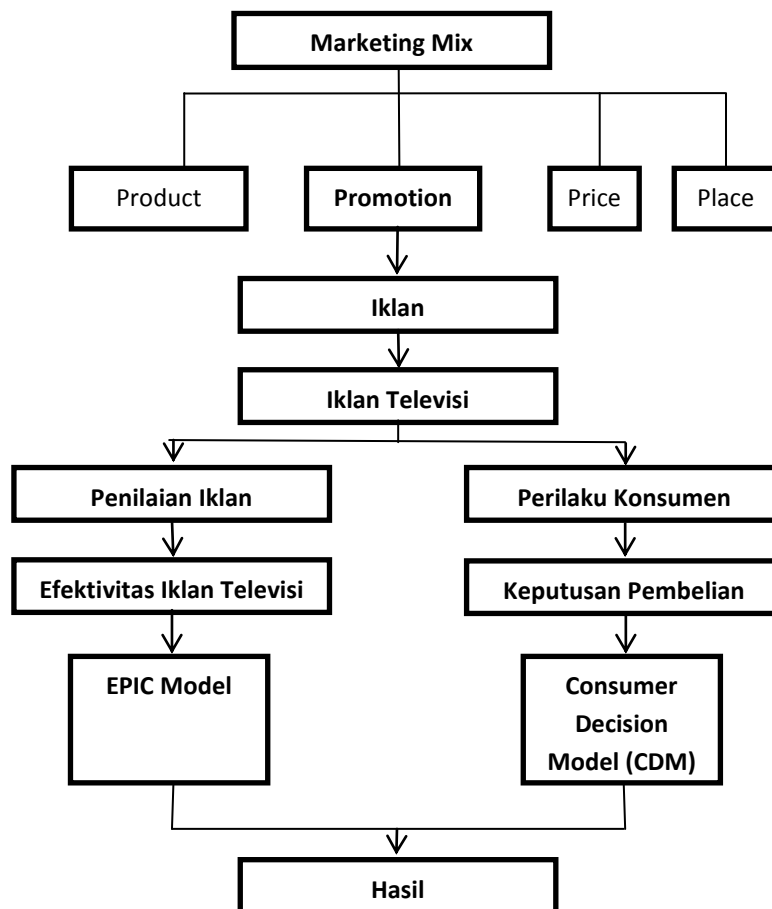 Marketing Mix
Product
Promotion
Price
Place
Iklan
Iklan Televisi
Penilaian Iklan
Perilaku Konsumen
Efektivitas Iklan Televisi
Keputusan Pembelian
EPIC Model
Consumer
Decision
Model (CDM)
Hasil